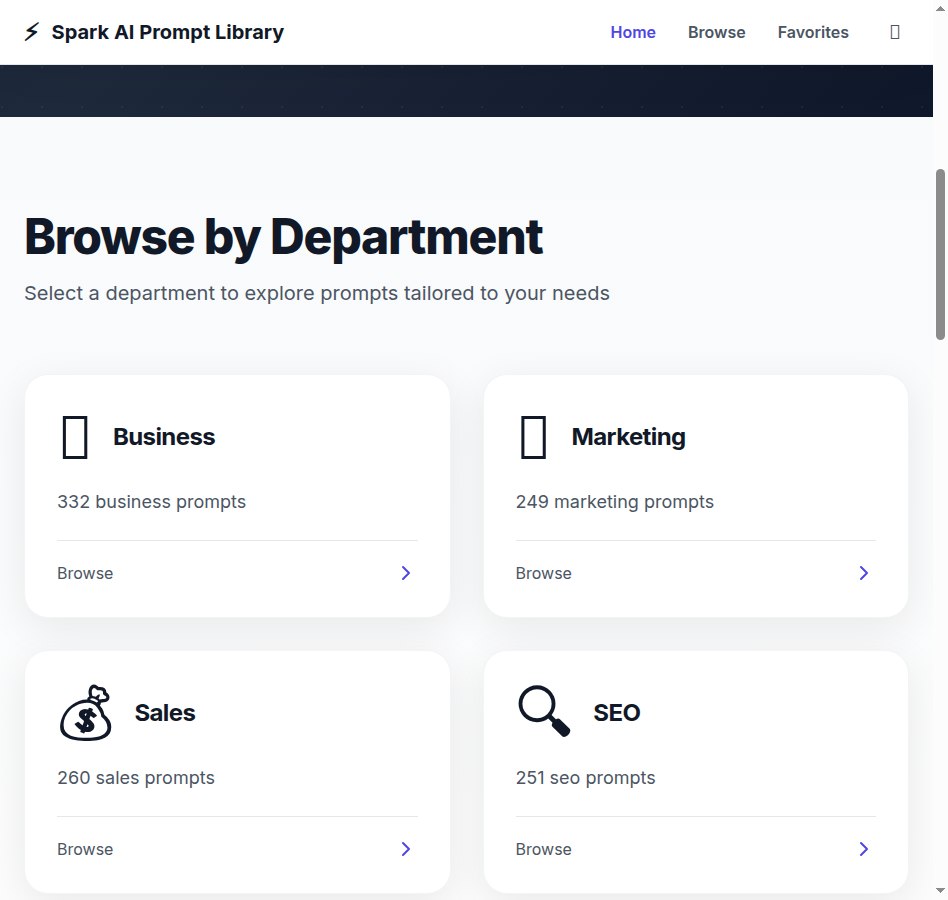 Spark AI Prompt Library
Home Browse Favorites
Browse by Department
Select a department to explore prompts tailored to your needs
Business
332 business prompts
Browse
Marketing
249 marketing prompts
Browse
Sales
260 sales prompts
Browse
SEO
251 seo prompts
Browse